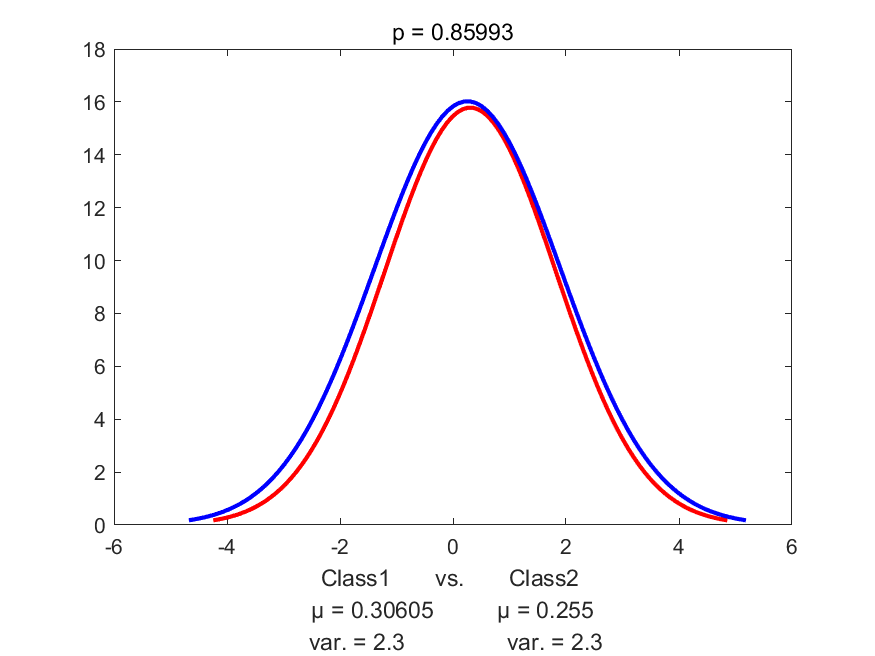 p = 0.85993
18
16
14
12
10
8
6
4
2
0
-6 -4 -2 0 2 4 6
Class1 vs. Class2
μ = 0.30605 μ = 0.255
var. = 2.3 var. = 2.3